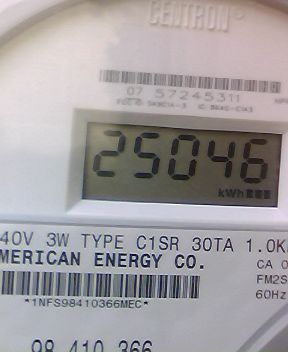 CENTRON®
07 57245311
25046
kWh
40V 3W TYPE C1SR 30TA 1.0K
MERICAN ENERGY CO.
CA 0
FM2S
60Hz
*1NFS98410366MEC*
98 410 366